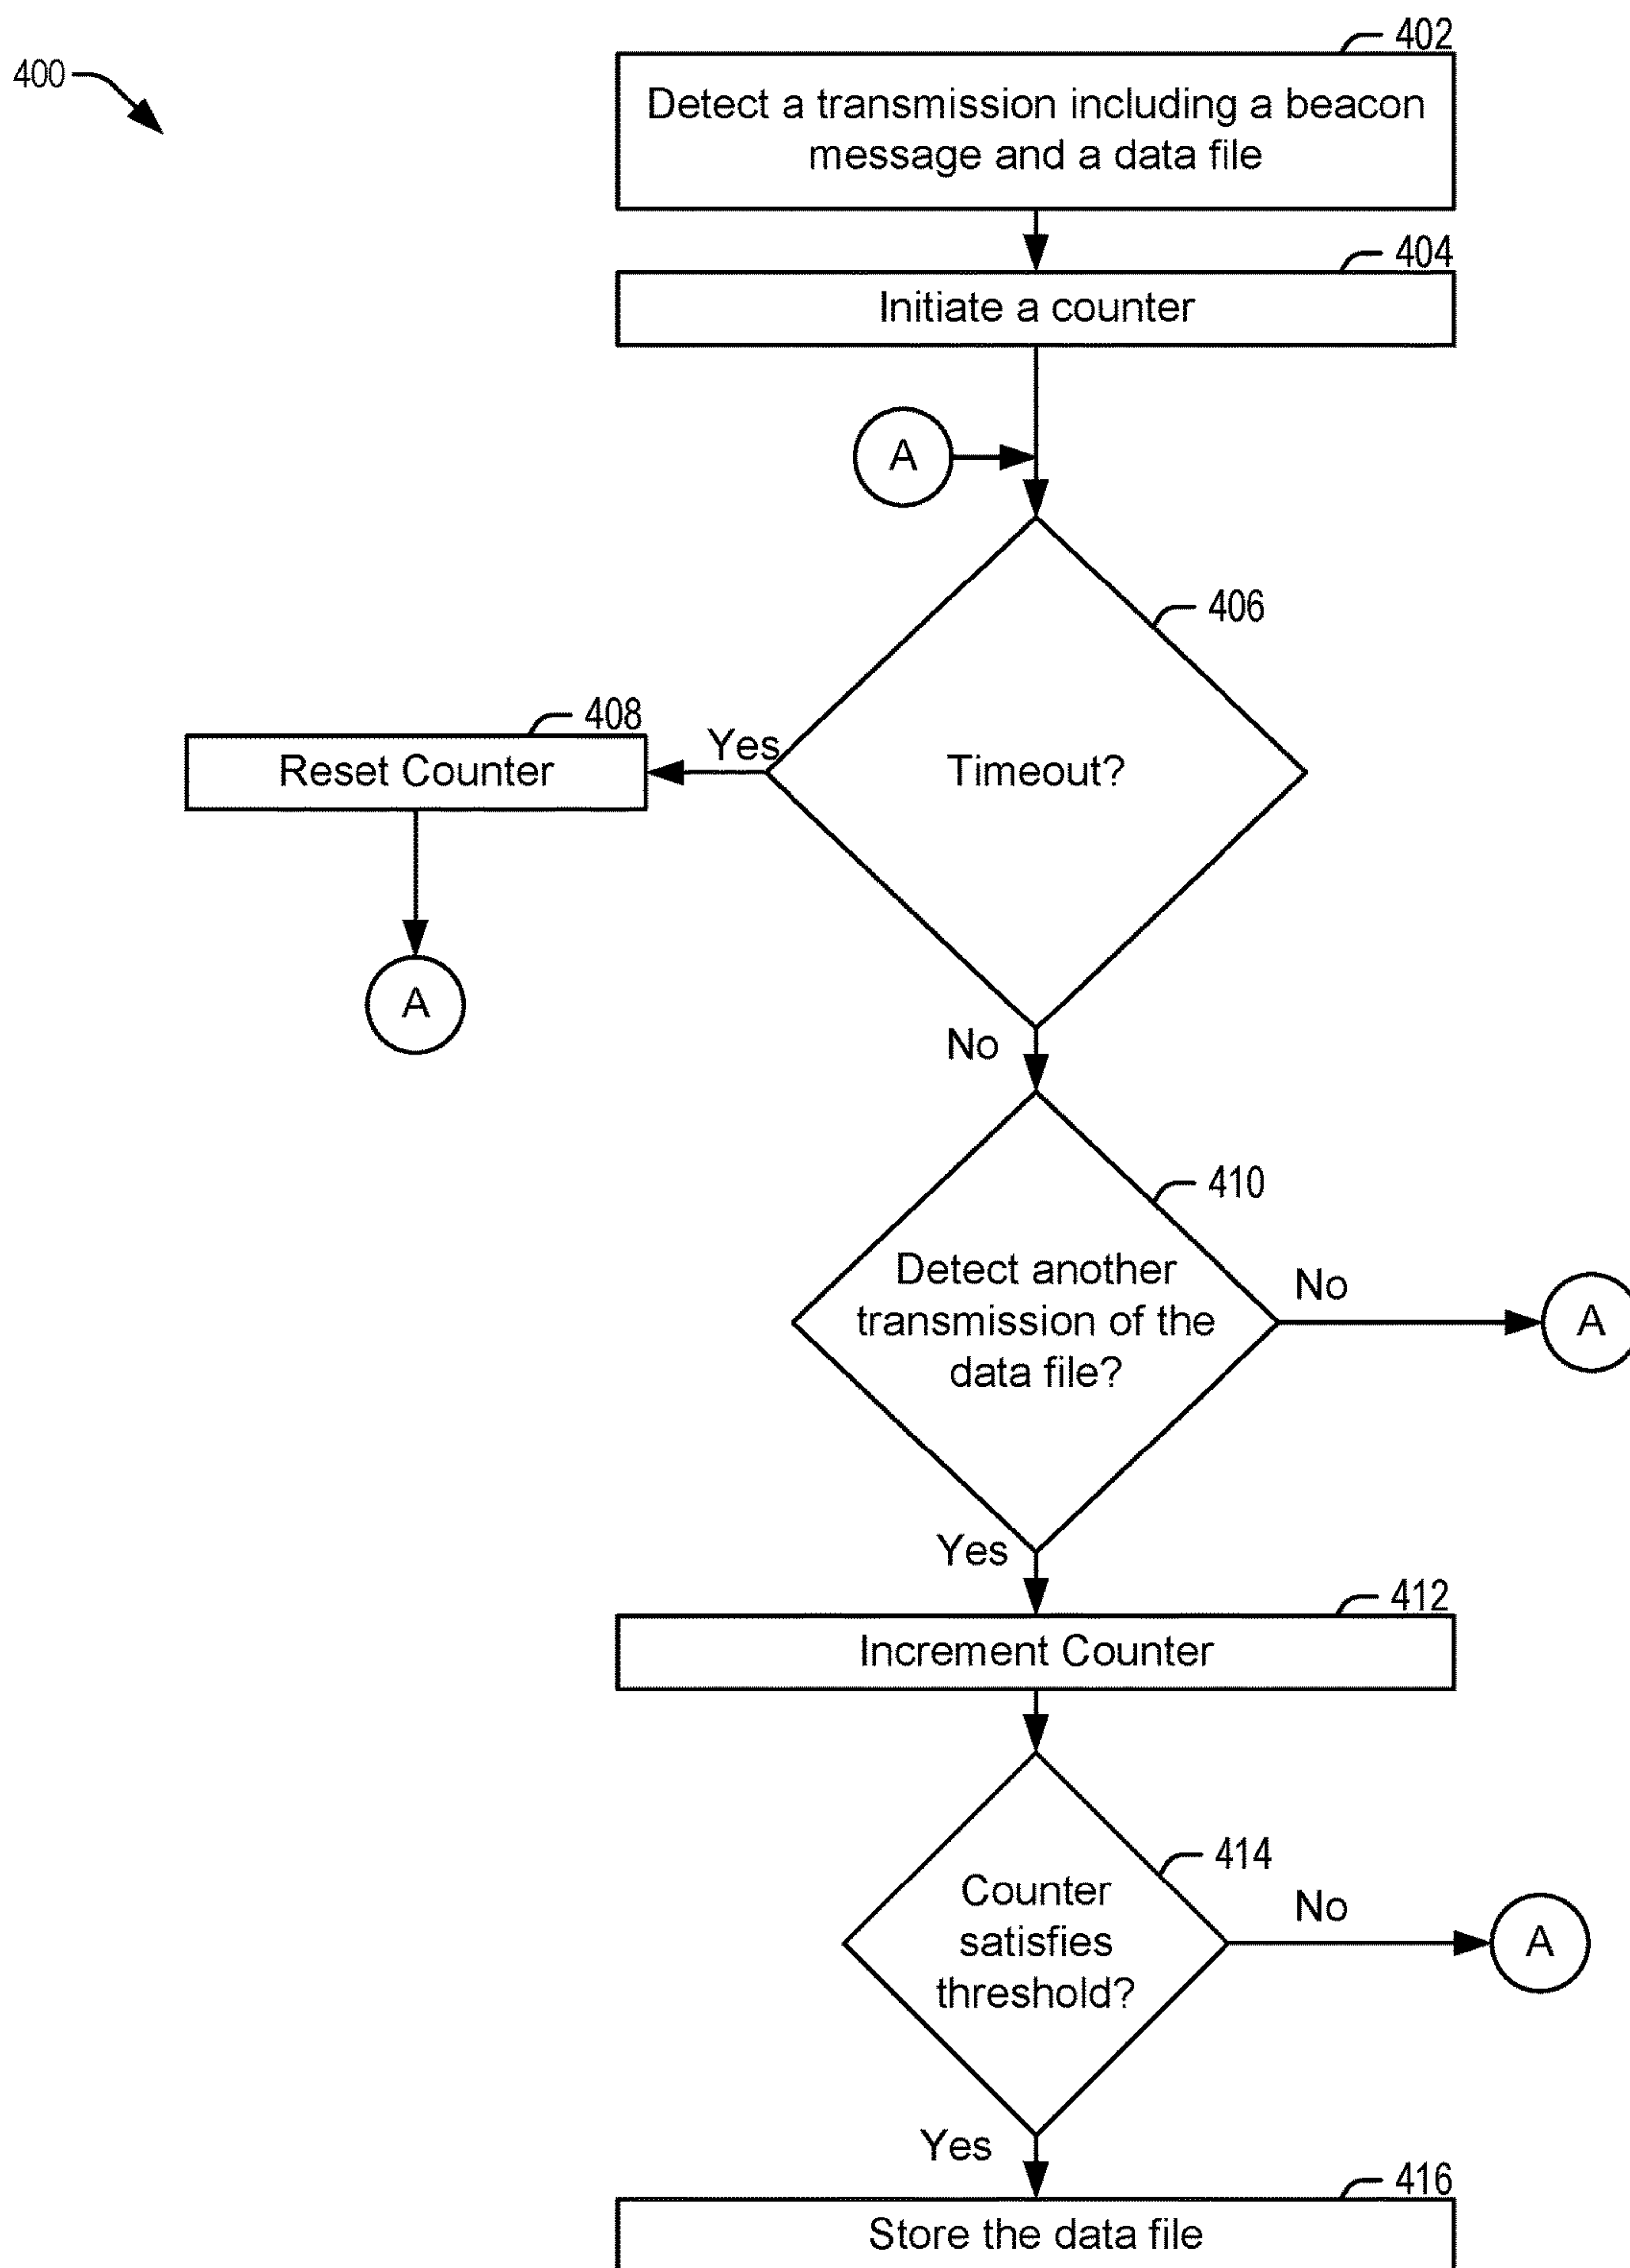 402
400
Detect a transmission including a beacon
message and a data file
404
Initiate a counter
A
406
408
Yes
Reset Counter
Timeout?
A
No
410
Detect another
transmission of the
data file?
No
A
Yes
412
Increment Counter
414
Counter
satisfies
threshold?
No
A
Yes
416
Store the data file